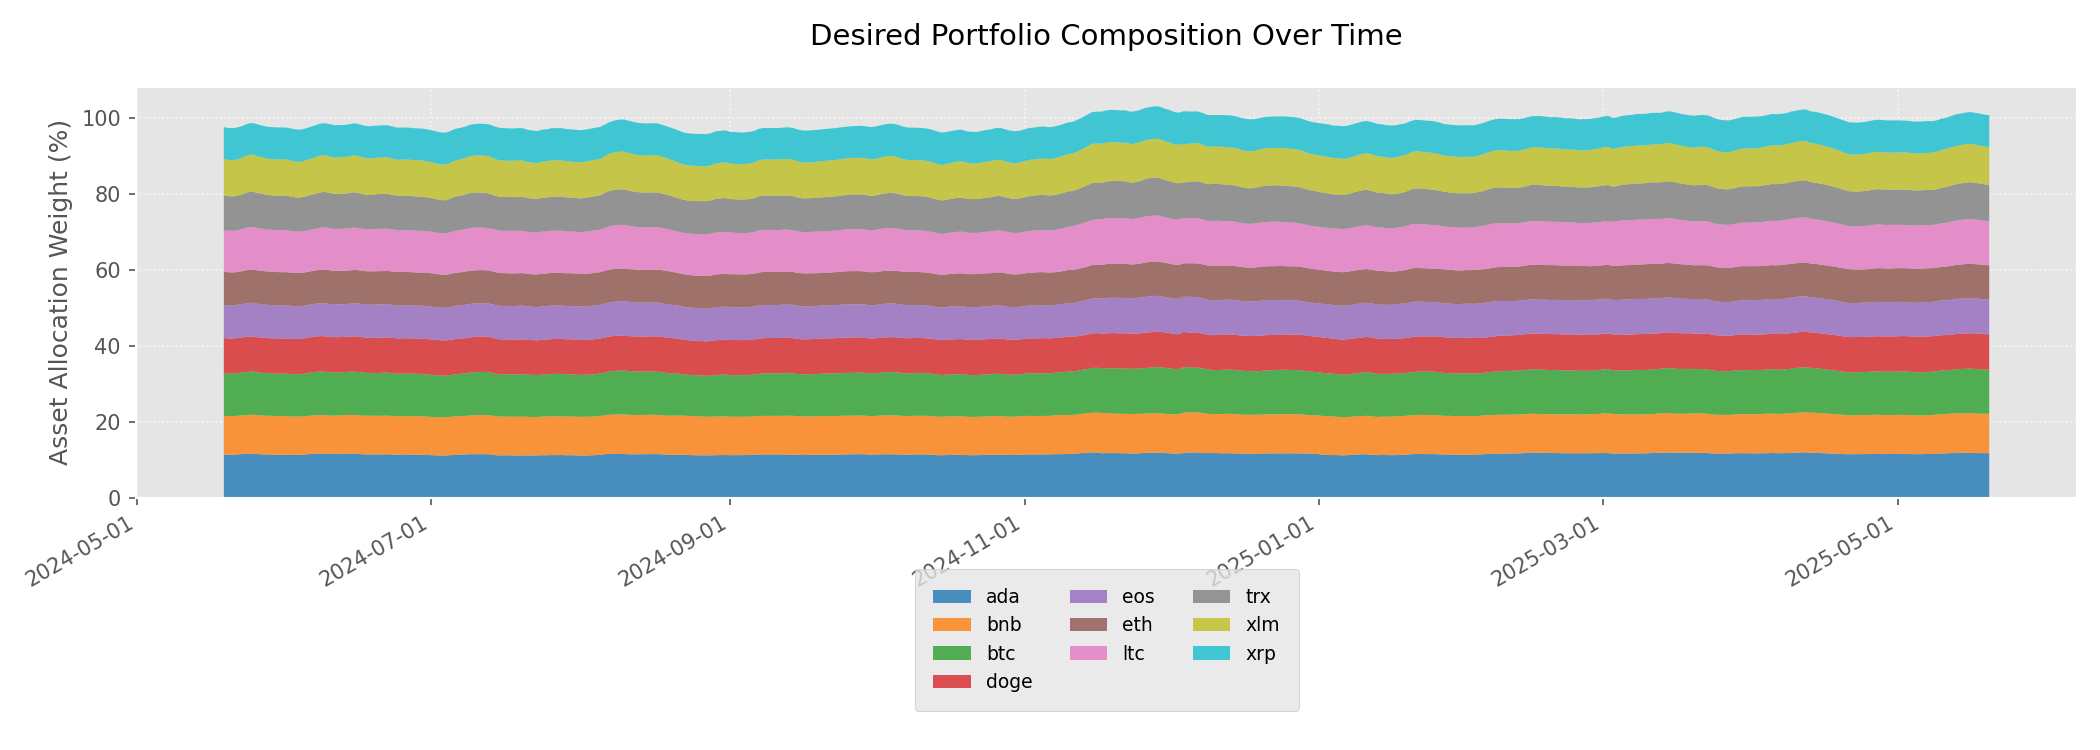 Desired Portfolio Composition Over Time
Asset Allocation Weight (%)
100
80
60
40
20
0
2024-05-01
2024-07-01
2024-09-01
2024-11-01
2025-01-01
2025-03-01
2025-05-01
ada
bnb
btc
doge
eos
eth
ltc
trx
xlm
xrp